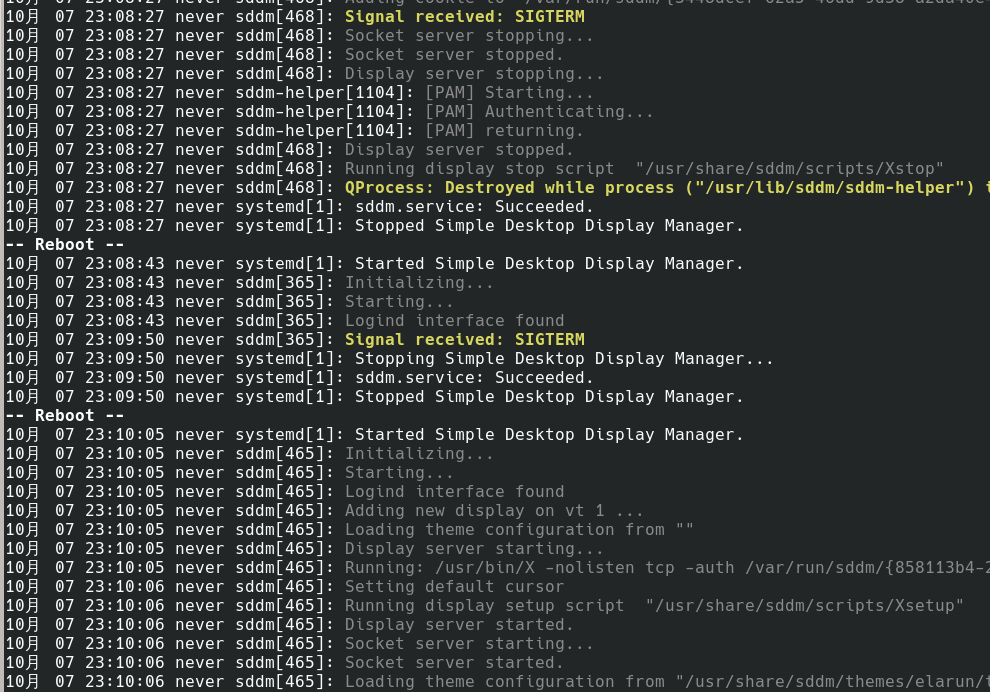 10月 07 23:08:27 never sddm[468]: Adding cookie to "/var/run/sddm/
10月 07 23:08:27 never sddm[468]: Signal received: SIGTERM
10月 07 23:08:27 never sddm[468]: Socket server stopping...
10月 07 23:08:27 never sddm[468]: Socket server stopped.
10月 07 23:08:27 never sddm[468]: Display server stopping...
10月 07 23:08:27 never sddm-helper[1104]: [PAM] Starting...
10月 07 23:08:27 never sddm-helper[1104]: [PAM] Authenticating...
10月 07 23:08:27 never sddm-helper[1104]: [PAM] returning.
10月 07 23:08:27 never sddm[468]: Display server stopped.
10月 07 23:08:27 never sddm[468]: Running display stop script  "/usr/share/sddm/scripts/Xstop"
10月 07 23:08:27 never sddm[468]: QProcess: Destroyed while process ("/usr/lib/sddm/sddm-helper")
10月 07 23:08:27 never systemd[1]: sddm.service: Succeeded.
10月 07 23:08:27 never systemd[1]: Stopped Simple Desktop Display Manager.
-- Reboot --
10月 07 23:08:43 never systemd[1]: Started Simple Desktop Display Manager.
10月 07 23:08:43 never sddm[365]: Initializing...
10月 07 23:08:43 never sddm[365]: Starting...
10月 07 23:08:43 never sddm[365]: Logind interface found
10月 07 23:09:50 never sddm[365]: Signal received: SIGTERM
10月 07 23:09:50 never systemd[1]: Stopping Simple Desktop Display Manager...
10月 07 23:09:50 never systemd[1]: sddm.service: Succeeded.
10月 07 23:09:50 never systemd[1]: Stopped Simple Desktop Display Manager.
-- Reboot --
10月 07 23:10:05 never systemd[1]: Started Simple Desktop Display Manager.
10月 07 23:10:05 never sddm[465]: Initializing...
10月 07 23:10:05 never sddm[465]: Starting...
10月 07 23:10:05 never sddm[465]: Logind interface found
10月 07 23:10:05 never sddm[465]: Adding new display on vt 1 ...
10月 07 23:10:05 never sddm[465]: Loading theme configuration from ""
10月 07 23:10:05 never sddm[465]: Display server starting...
10月 07 23:10:05 never sddm[465]: Running: /usr/bin/X -nolisten tcp -auth /var/run/sddm/{858113b4-2
10月 07 23:10:06 never sddm[465]: Setting default cursor
10月 07 23:10:06 never sddm[465]: Running display setup script  "/usr/share/sddm/scripts/Xsetup"
10月 07 23:10:06 never sddm[465]: Display server started.
10月 07 23:10:06 never sddm[465]: Socket server starting...
10月 07 23:10:06 never sddm[465]: Socket server started.
10月 07 23:10:06 never sddm[465]: Loading theme configuration from "/usr/share/sddm/themes/elarun/